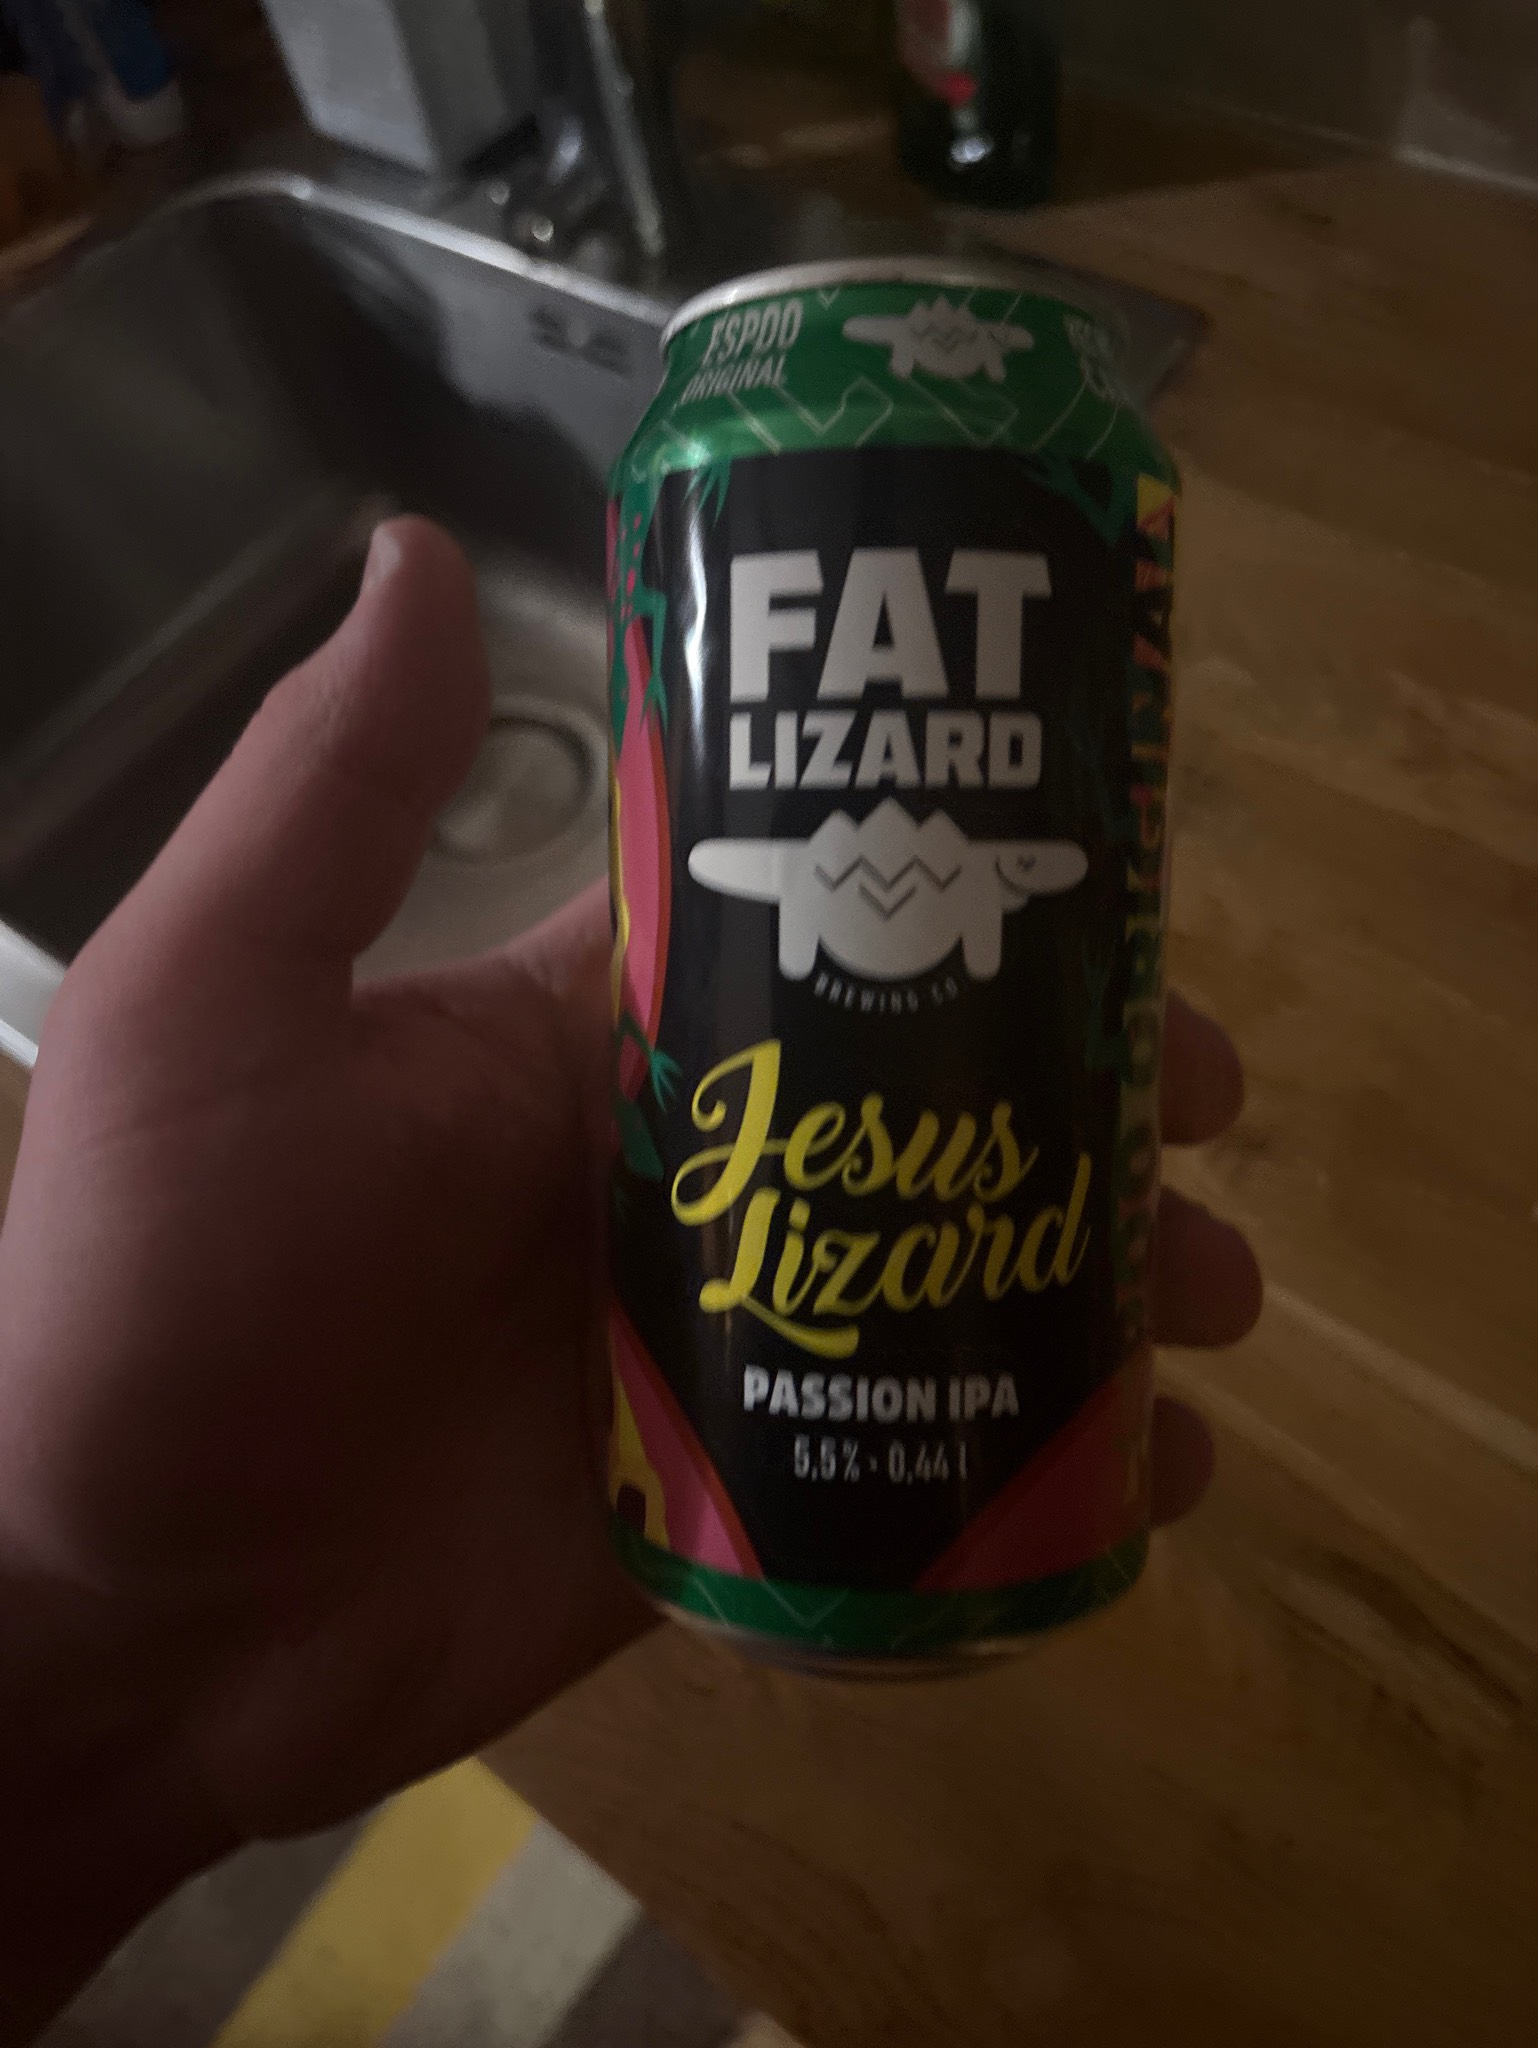 ESPOO
ORIGINAL
FAT
LIZARD
BREWING CO.
Jesus
Lizard
PASSION IPA
5,5% · 0,44 l